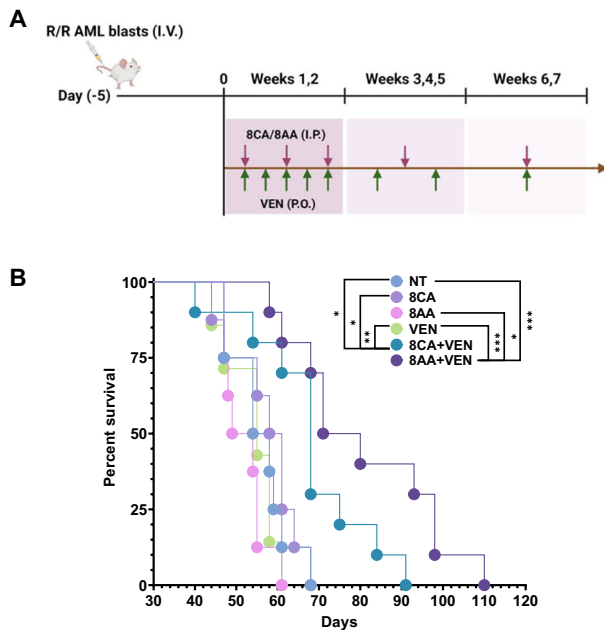 A
R/R AML blasts (I.V.)
Day (-5)
0 Weeks 1,2 Weeks 3,4,5 Weeks 6,7
8CA/8AA (I.P.)
VEN (P.O.)
B
Percent survival
100
75
50
25
0
30 40 50 60 70 80 90 100 110 120
Days
NT
8CA
8AA
VEN
8CA+VEN
8AA+VEN
*
*
**
***
*
***